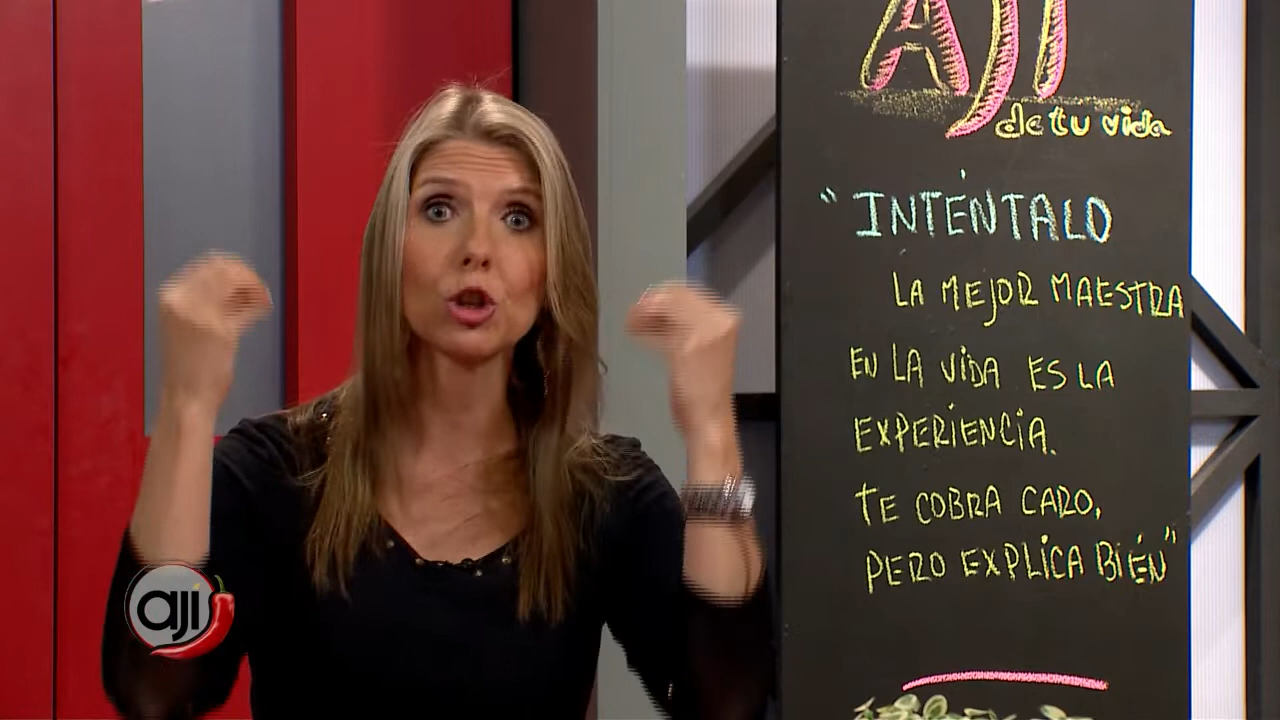 AJÍ
de tu vida
"INTÉNTALO
LA MEJOR MAESTRA
EN LA VIDA ES LA
EXPERIENCIA.
TE COBRA CARO,
PERO EXPLICA BIÉN"
ají